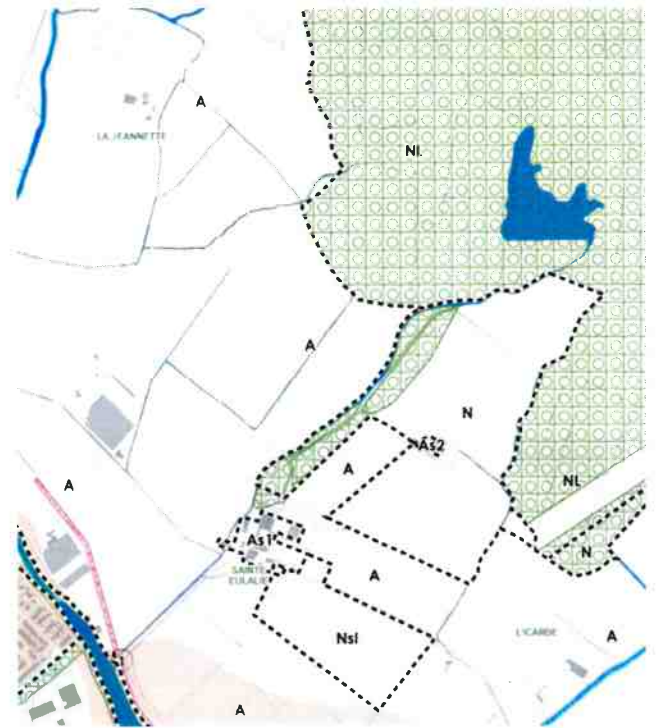 A
LA JEANNETTE
NL
A
N
As2
A
A
NL
As1
N
SAINTE
EULALIE
A
L'ICARDE
A
Nsl
A